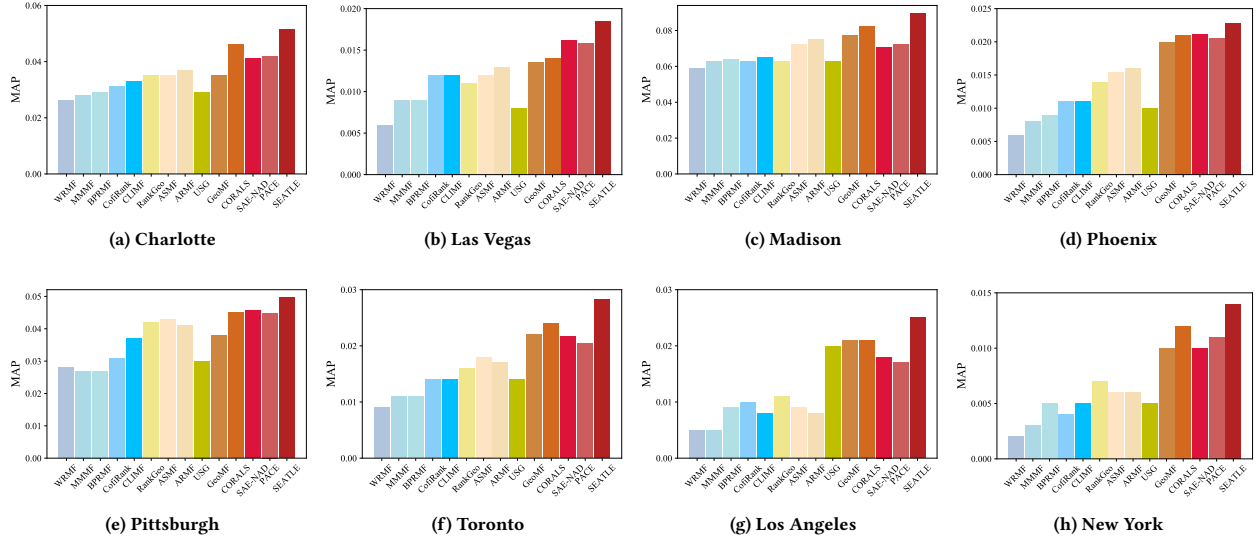 0.06
0.04
0.02
0.00
MAP
WRMF MMMF BPRMF CofiRank CLIMF RankGeo ASMF ARMF USG GeoMF CORALS SAE-NAD PACE SEATLE
(a) Charlotte
0.020
0.015
0.010
0.005
0.000
MAP
WRMF MMMF BPRMF CofiRank CLIMF RankGeo ASMF ARMF USG GeoMF CORALS SAE-NAD PACE SEATLE
(b) Las Vegas
0.08
0.06
0.04
0.02
0.00
MAP
WRMF MMMF BPRMF CofiRank CLIMF RankGeo ASMF ARMF USG GeoMF CORALS SAE-NAD PACE SEATLE
(c) Madison
0.025
0.020
0.015
0.010
0.005
0.000
MAP
WRMF MMMF BPRMF CofiRank CLIMF RankGeo ASMF ARMF USG GeoMF CORALS SAE-NAD PACE SEATLE
(d) Phoenix
0.05
0.04
0.03
0.02
0.01
0.00
MAP
WRMF MMMF BPRMF CofiRank CLIMF RankGeo ASMF ARMF USG GeoMF CORALS SAE-NAD PACE SEATLE
(e) Pittsburgh
0.03
0.02
0.01
0.00
MAP
WRMF MMMF BPRMF CofiRank CLIMF RankGeo ASMF ARMF USG GeoMF CORALS SAE-NAD PACE SEATLE
(f) Toronto
0.03
0.02
0.01
0.00
MAP
WRMF MMMF BPRMF CofiRank CLIMF RankGeo ASMF ARMF USG GeoMF CORALS SAE-NAD PACE SEATLE
(g) Los Angeles
0.015
0.010
0.005
0.000
MAP
WRMF MMMF BPRMF CofiRank CLIMF RankGeo ASMF ARMF USG GeoMF CORALS SAE-NAD PACE SEATLE
(h) New York